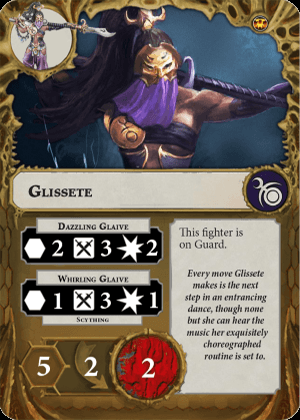 GLISSETE
DAZZLING GLAIVE
2 3 2
WHIRLING GLAIVE
1 3 1
SCYTHING
This fighter is
on Guard.
Every move Glissete
makes is the next
step in an entrancing
dance, though none
but she can hear the
music her exquisitely
choreographed
routine is set to.
5 2 2